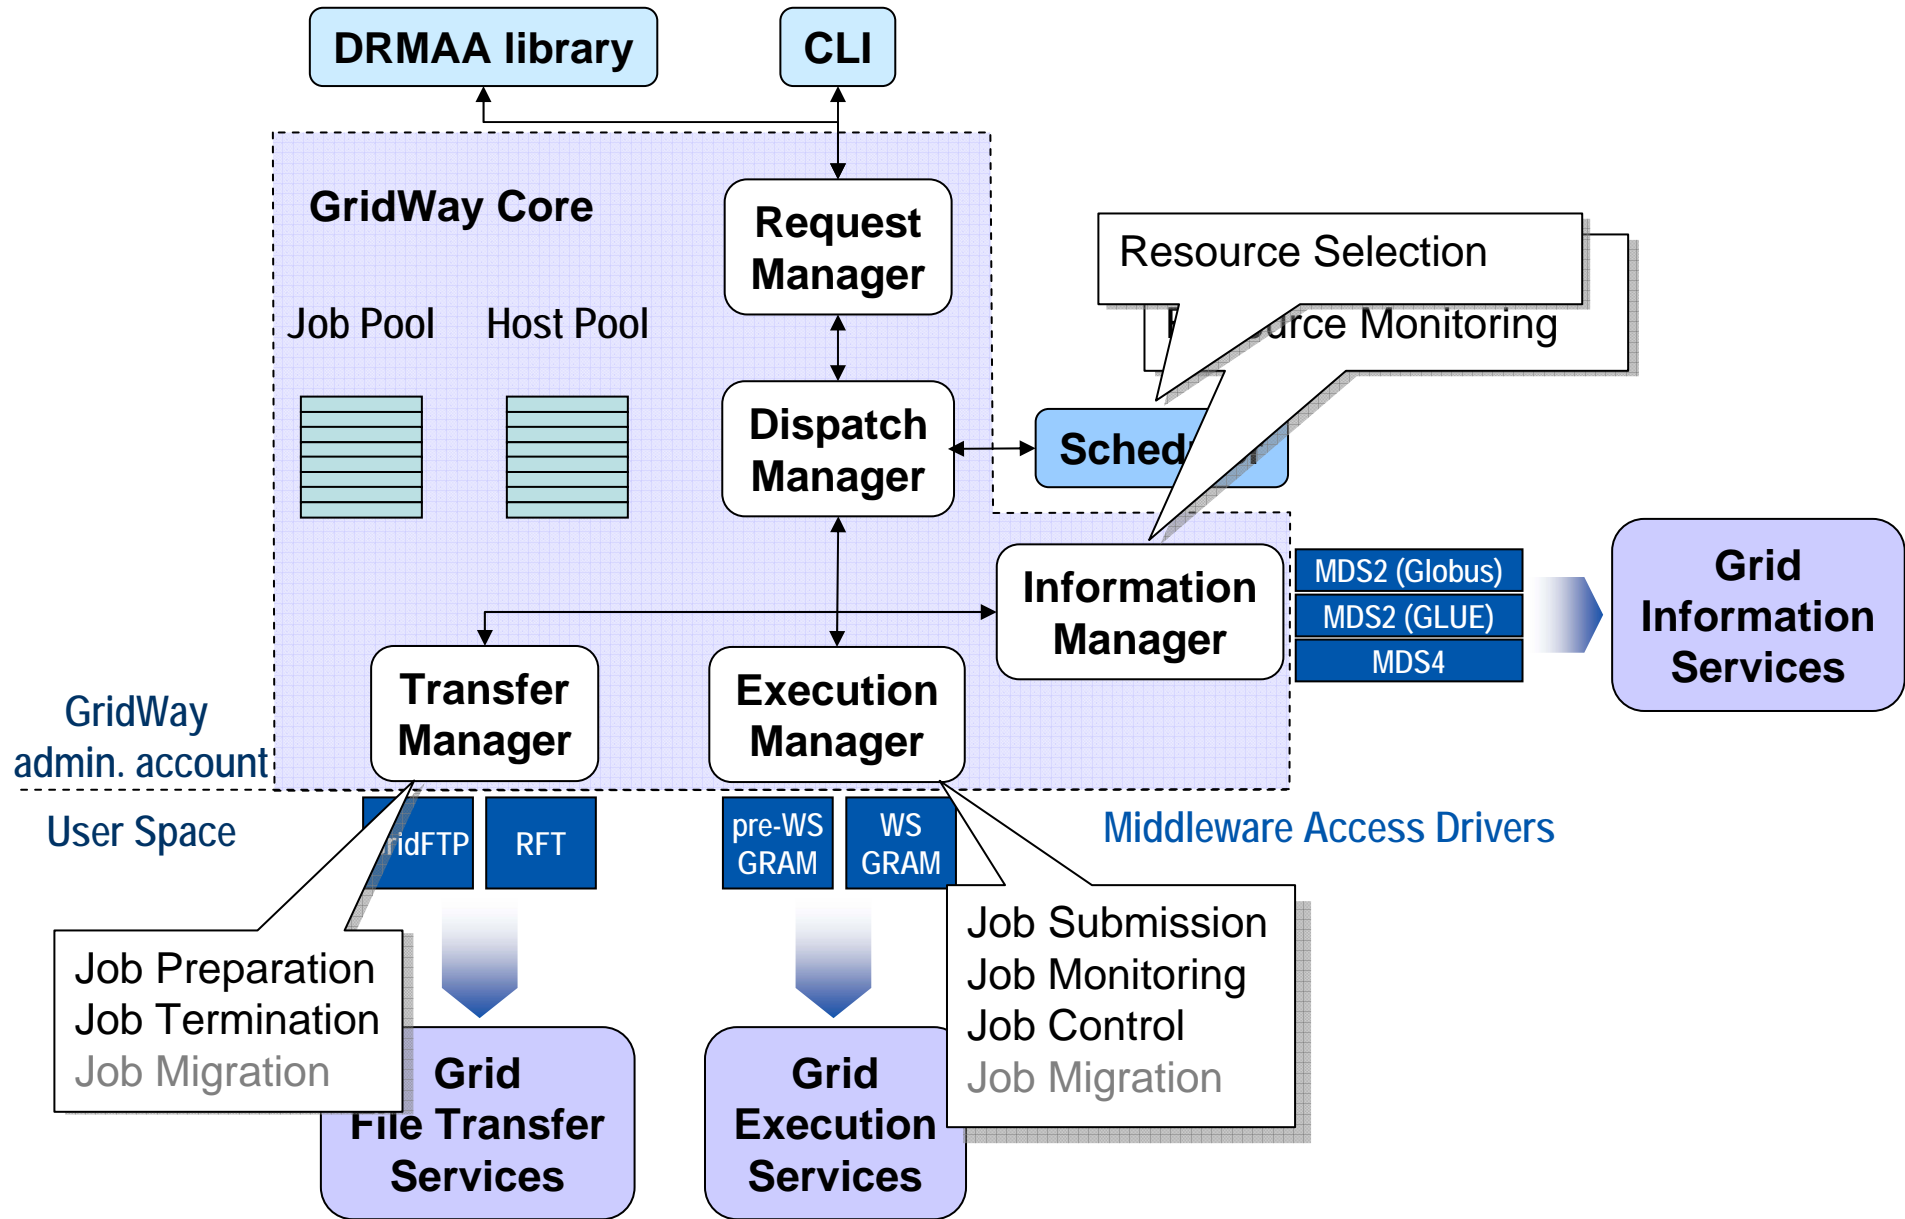 DRMAA library
CLI
GridWay Core
Request
Manager
Resource Selection
Job Pool
Host Pool
Monitoring
Dispatch
Manager
Information
Manager
MDS2 (Globus)
MDS2 (GLUE)
MDS4
Grid
Information
Services
Transfer
Manager
Execution
Manager
GridWay
admin. account
User Space
RFT
pre-WS
GRAM
WS
GRAM
Middleware Access Drivers
Job Preparation
Job Termination
Job Migration
Job Submission
Job Monitoring
Job Control
Job Migration
Grid
File Transfer
Services
Grid
Execution
Services